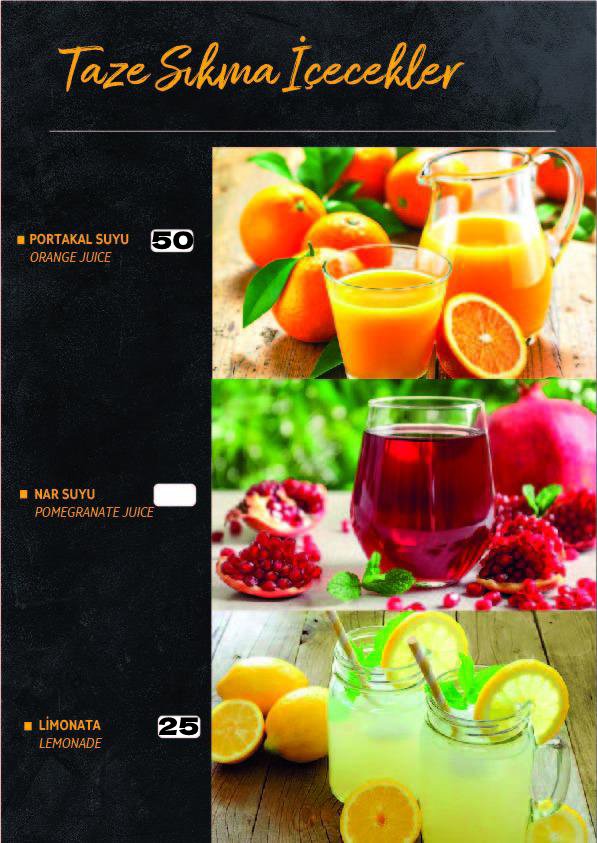 Taze Sıkma İçecekler
PORTAKAL SUYU 50
ORANGE JUICE
NAR SUYU
POMEGRANATE JUICE
LİMONATA 25
LEMONADE